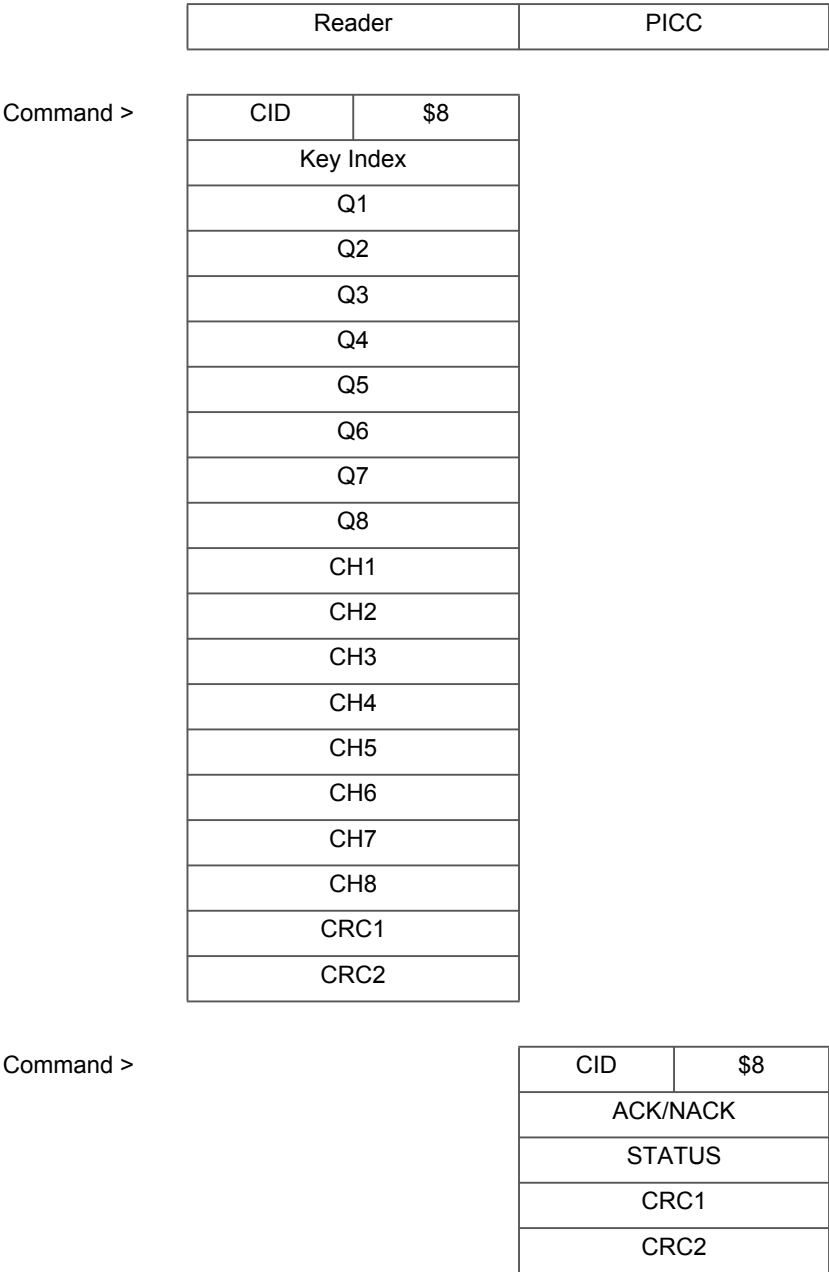 Reader PICC
Command > CID $8
Key Index
Q1
Q2
Q3
Q4
Q5
Q6
Q7
Q8
CH1
CH2
CH3
CH4
CH5
CH6
CH7
CH8
CRC1
CRC2
Command > CID $8
ACK/NACK
STATUS
CRC1
CRC2